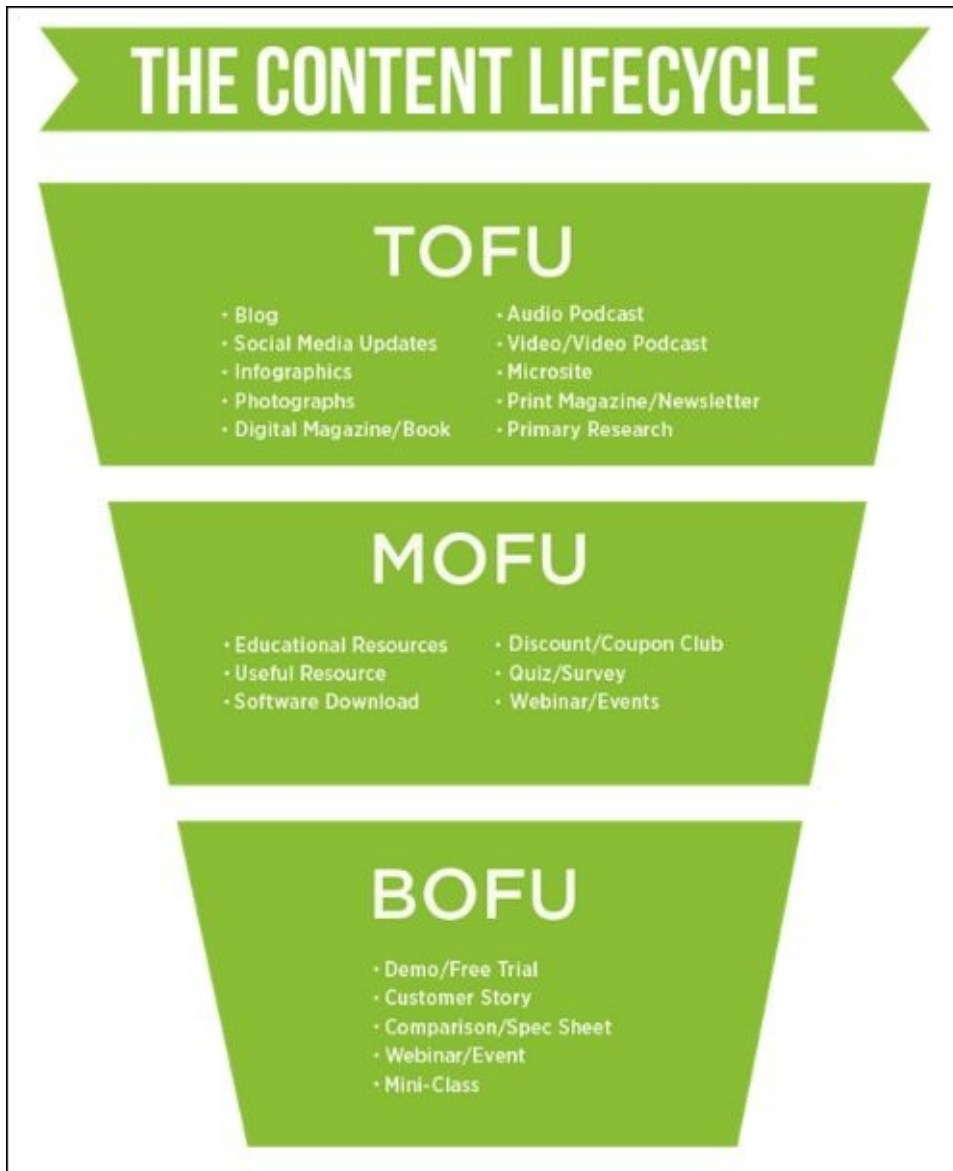 THE CONTENT LIFECYCLE
TOFU
• Blog
• Social Media Updates
• Infographics
• Photographs
• Digital Magazine/Book
• Audio Podcast
• Video/Video Podcast
• Microsite
• Print Magazine/Newsletter
• Primary Research
MOFU
• Educational Resources
• Useful Resource
• Software Download
• Discount/Coupon Club
• Quiz/Survey
• Webinar/Events
BOFU
• Demo/Free Trial
• Customer Story
• Comparison/Spec Sheet
• Webinar/Event
• Mini-Class